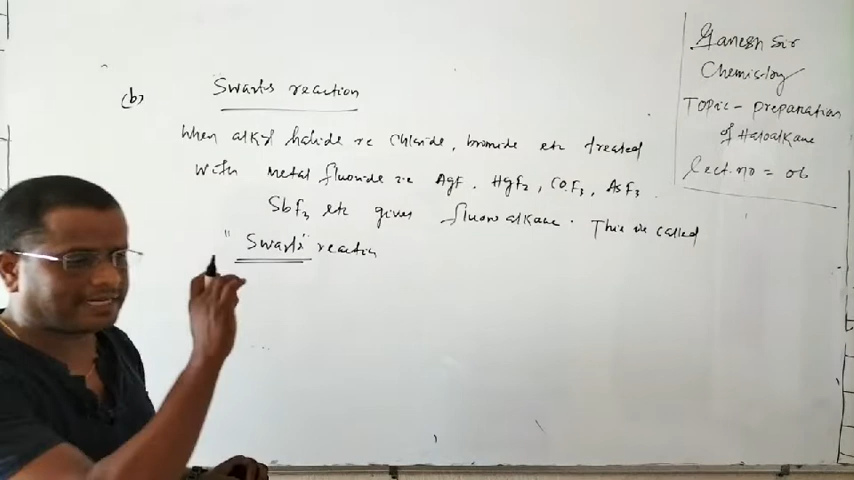 (b) Swarts reaction
When alkyl halide ie chloride, bromide etc treated
with metal fluoride i.e AgF, HgF2, COF3, AsF3
SbF3 etc gives fluoroalkane. This is called
"Swarts" reaction
Ganesh Sir
Chemistry
Topic - preparation
of Haloalkane
Lect. no = 06